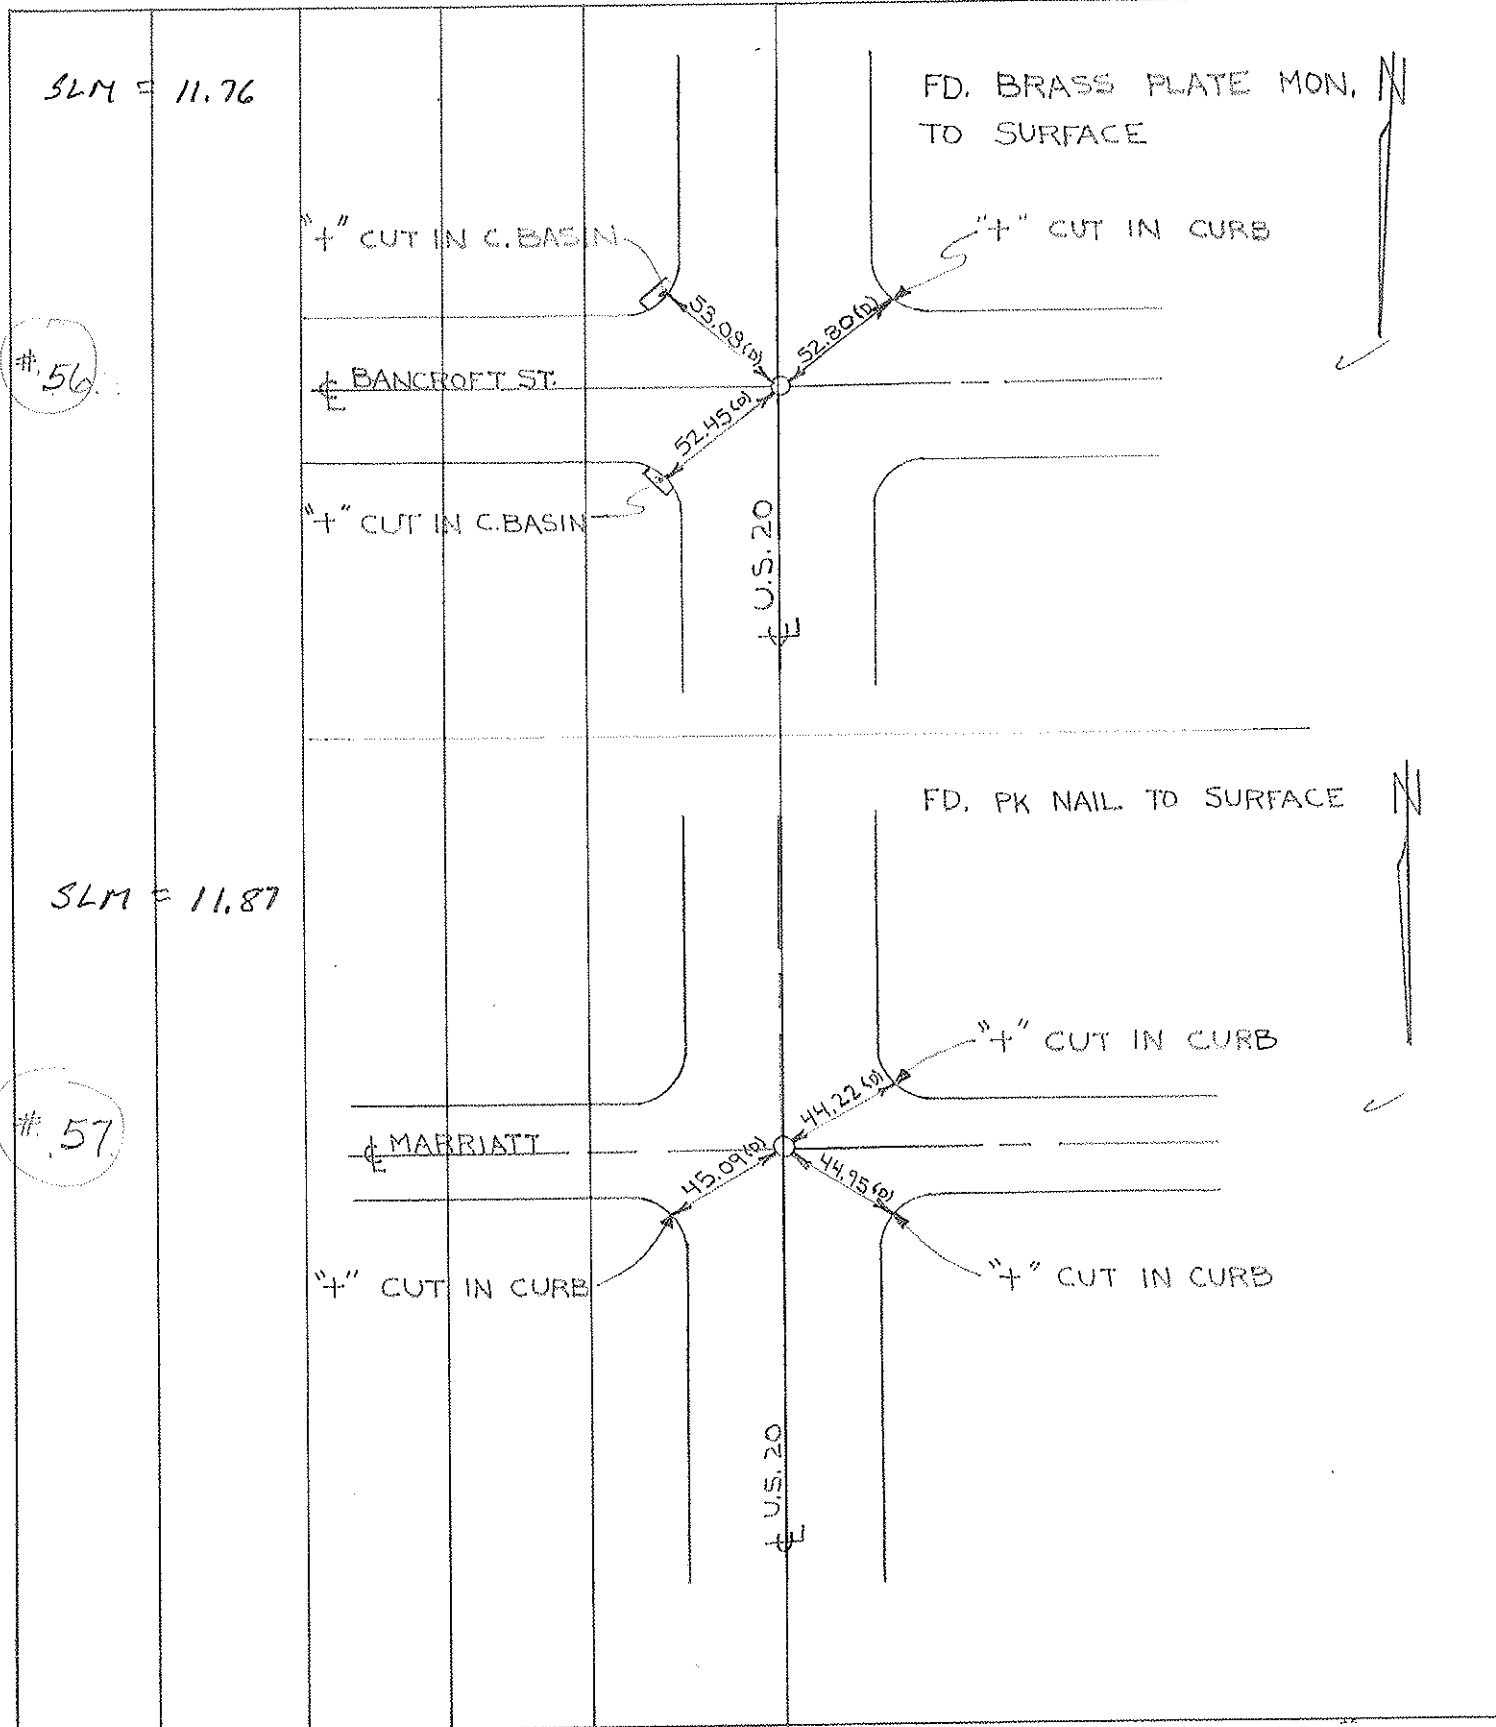 SLM = 11.76
FD. BRASS PLATE MON.
TO SURFACE
N
"+" CUT IN C.BASIN
"+" CUT IN CURB
53.08(D)
52.80(D)
#56
℄ BANCROFT ST.
52.45(D)
"+" CUT IN C.BASIN
℄ U.S. 20
FD. PK NAIL TO SURFACE
N
SLM = 11.87
"+" CUT IN CURB
44.22(D)
#57
℄ MARRIATT
45.09(D)
44.95(D)
"+" CUT IN CURB
"+" CUT IN CURB
℄ U.S. 20